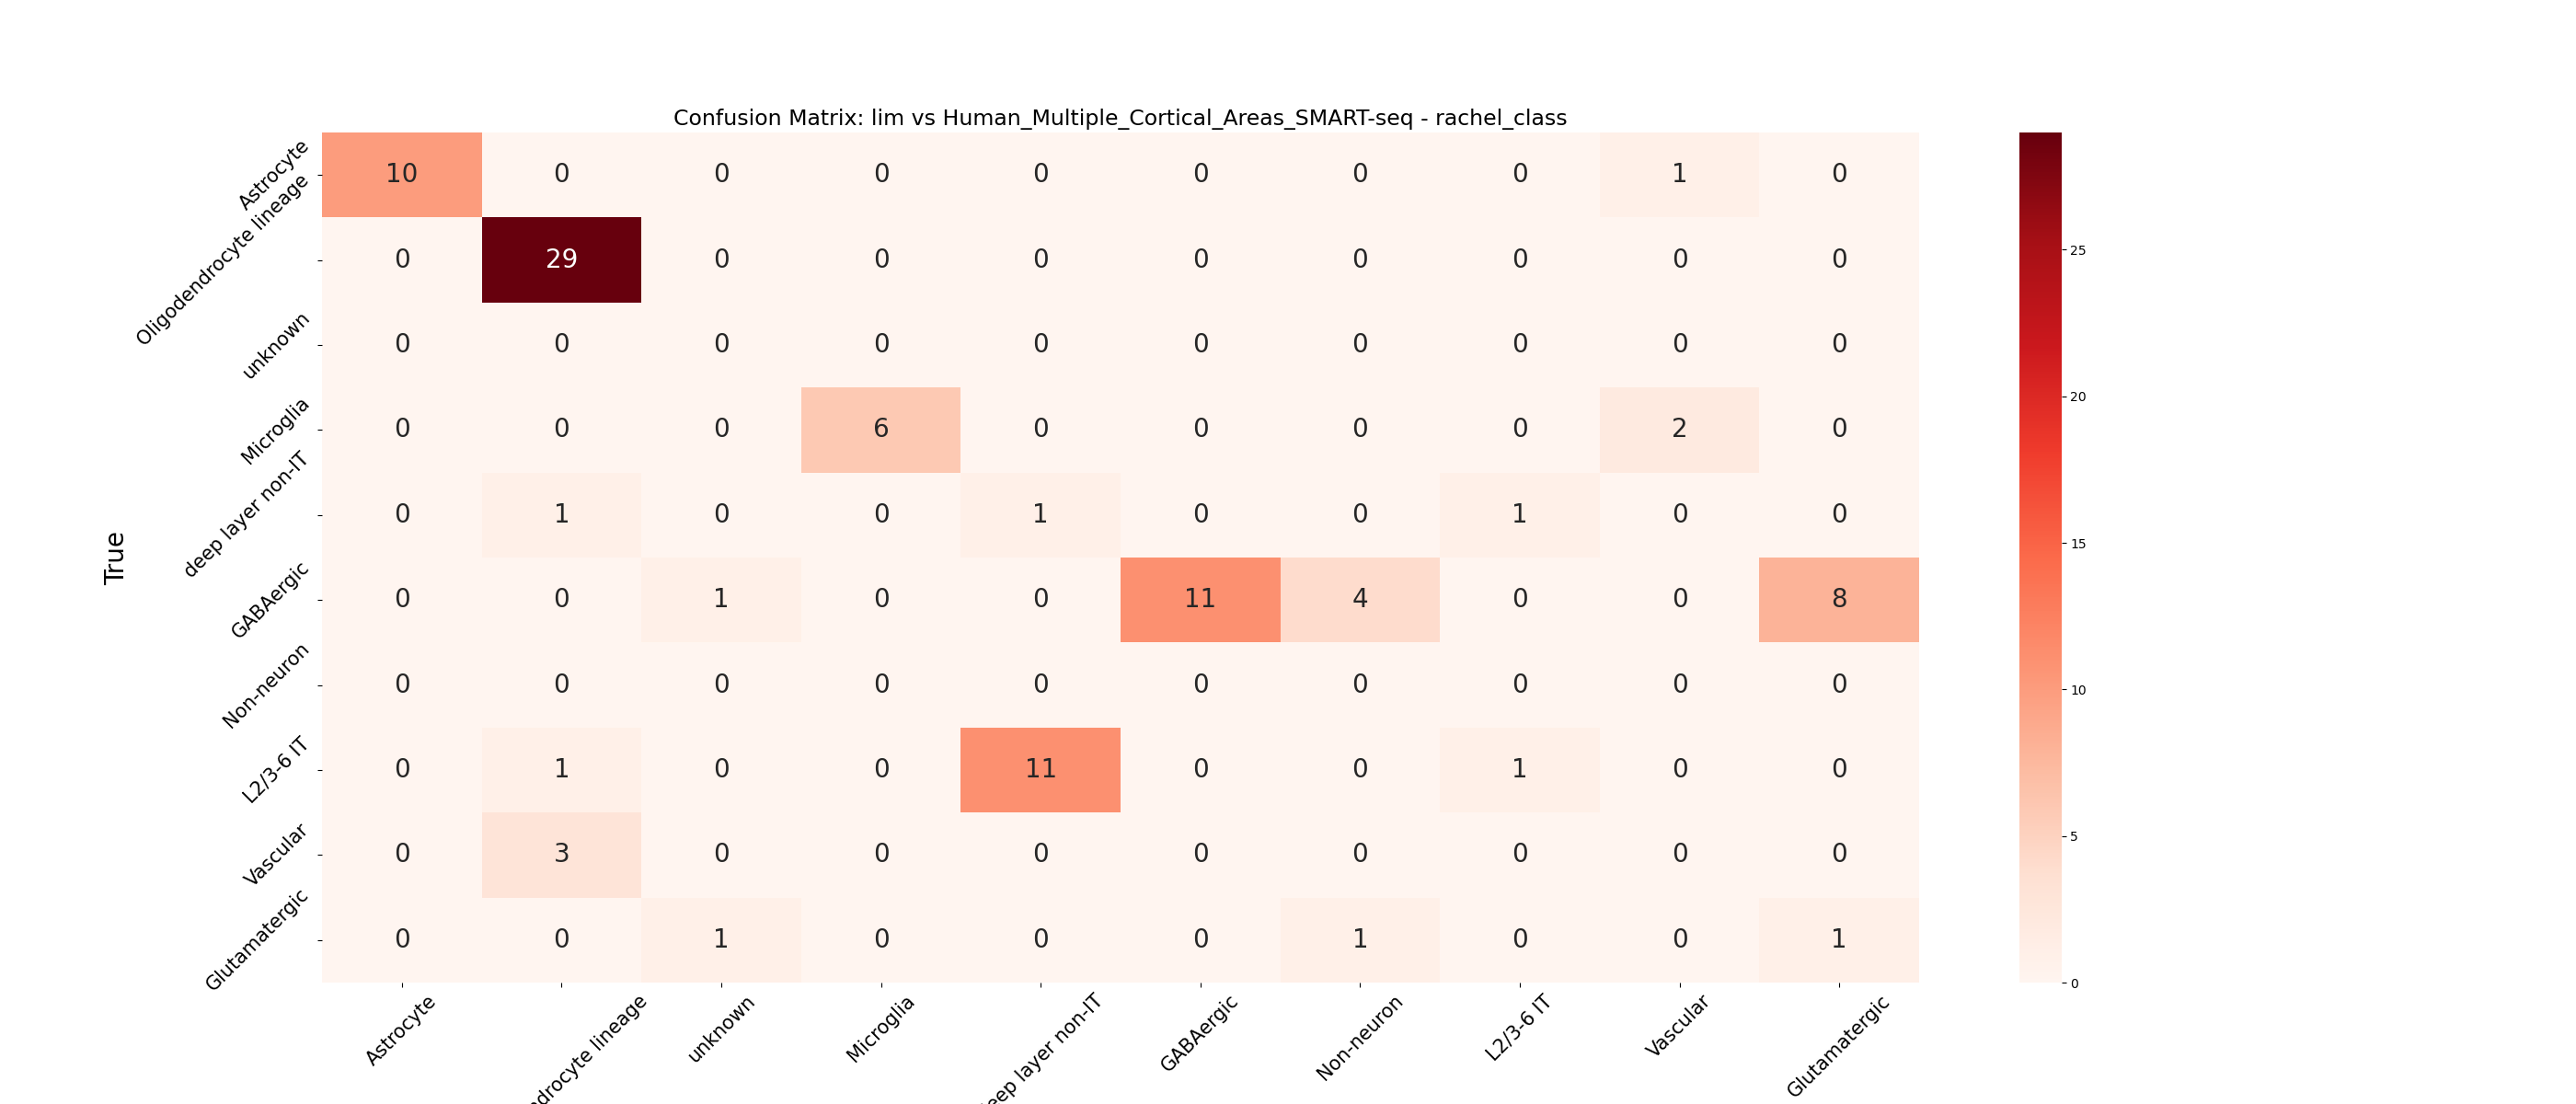 Confusion Matrix: lim vs Human_Multiple_Cortical_Areas_SMART-seq - rachel_class
True
Astrocyte 10 0 0 0 0 0 0 0 1 0
Oligodendrocyte lineage 0 29 0 0 0 0 0 0 0 0
unknown 0 0 0 0 0 0 0 0 0 0
Microglia 0 0 0 6 0 0 0 0 2 0
deep layer non-IT 0 1 0 0 1 0 0 1 0 0
GABAergic 0 0 1 0 0 11 4 0 0 8
Non-neuron 0 0 0 0 0 0 0 0 0 0
L2/3-6 IT 0 1 0 0 11 0 0 1 0 0
Vascular 0 3 0 0 0 0 0 0 0 0
Glutamatergic 0 0 1 0 0 0 1 0 0 1
Astrocyte
lineage
unknown
Microglia
layer non-IT
GABAergic
Non-neuron
L2/3-6 IT
Vascular
Glutamatergic
25
20
15
10
5
0